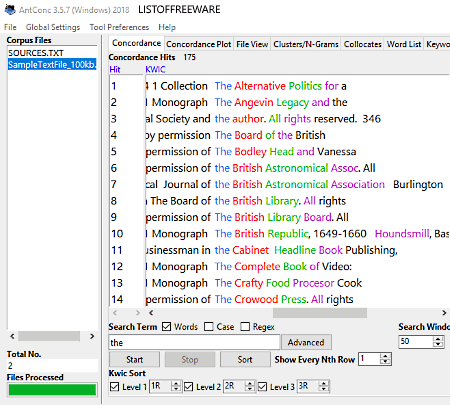 AntConc 3.5.7 (Windows) 2018 LISTOFFREEWARE
File Global Settings Tool Preferences Help
Corpus Files
SOURCES.TXT
SampleTextFile_100kb.
Total No.
2
Files Processed
Concordance Concordance Plot File View Clusters/N-Grams Collocates Word List Keywo
Concordance Hits 175
Hit KWIC
1 1 Collection The Alternative Politics for a
2 Monograph The Angevin Legacy and the
3 al Society and the author. All rights reserved. 346
4 by permission The Board of the British
5 permission of The Bodley Head and Vanessa
6 permission of the British Astronomical Assoc. All
7 cal Journal of the British Astronomical Association Burlington
8 The Board of the British Library. All rights
9 permission of the British Library Board. All
10 Monograph The British Republic, 1649-1660 Houndsmill, Bas
11 usinessman in the Cabinet Headline Book Publishing,
12 Monograph The Complete Book of Video:
13 Monograph The Crafty Food Procesor Cook
14 permission of The Crowood Press. All rights
Search Term Words Case Regex Search Windo
the Advanced 50
Start Stop Sort Show Every Nth Row 1
Kwic Sort
Level 1 1R Level 2 2R Level 3 3R